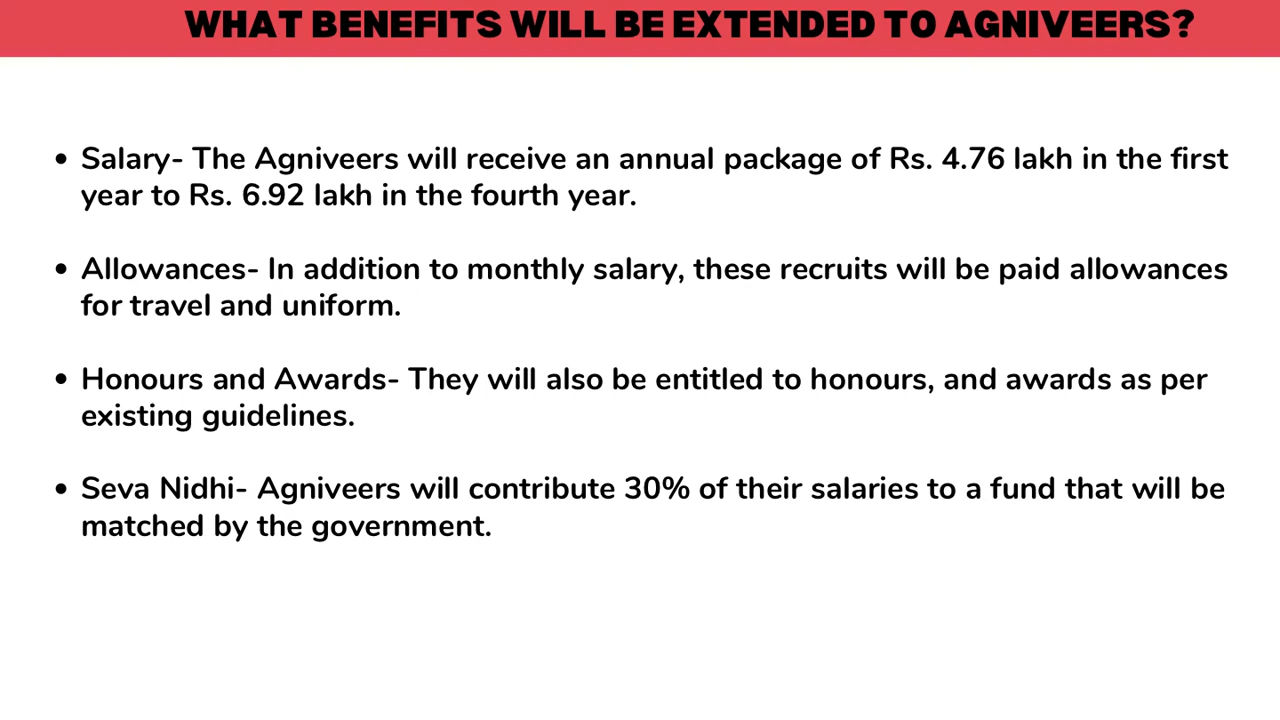 WHAT BENEFITS WILL BE EXTENDED TO AGNIVEERS?
• Salary- The Agniveers will receive an annual package of Rs. 4.76 lakh in the first
year to Rs. 6.92 lakh in the fourth year.
• Allowances- In addition to monthly salary, these recruits will be paid allowances
for travel and uniform.
• Honours and Awards- They will also be entitled to honours, and awards as per
existing guidelines.
• Seva Nidhi- Agniveers will contribute 30% of their salaries to a fund that will be
matched by the government.